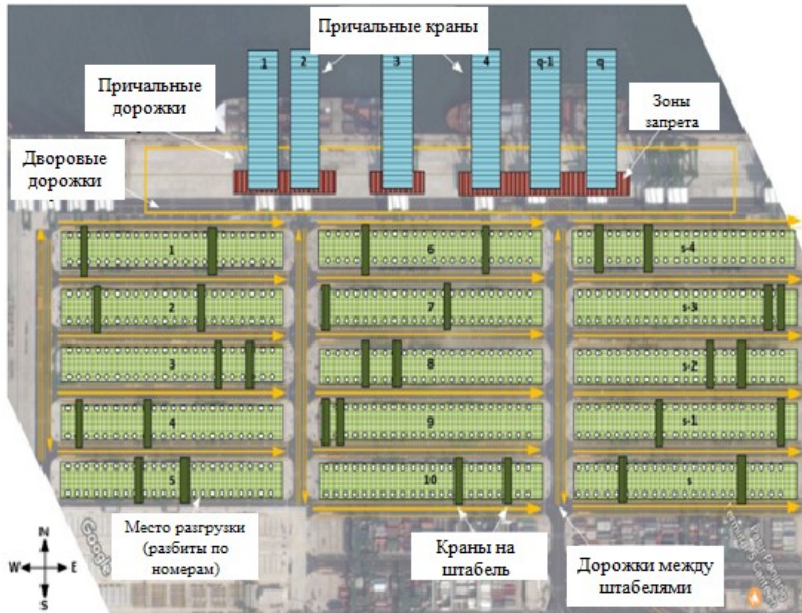 Причальные краны
1 2 3 4 q-1 q
Причальные
дорожки
Зоны
запрета
Дворовые
дорожки
1 6 s-4
2 7 s-3
3 8 s-2
4 9 s-1
5 10 s
Место разгрузки
(разбиты по
номерам)
Краны на
штабель
Дорожки между
штабелями
N
W E
S
Google